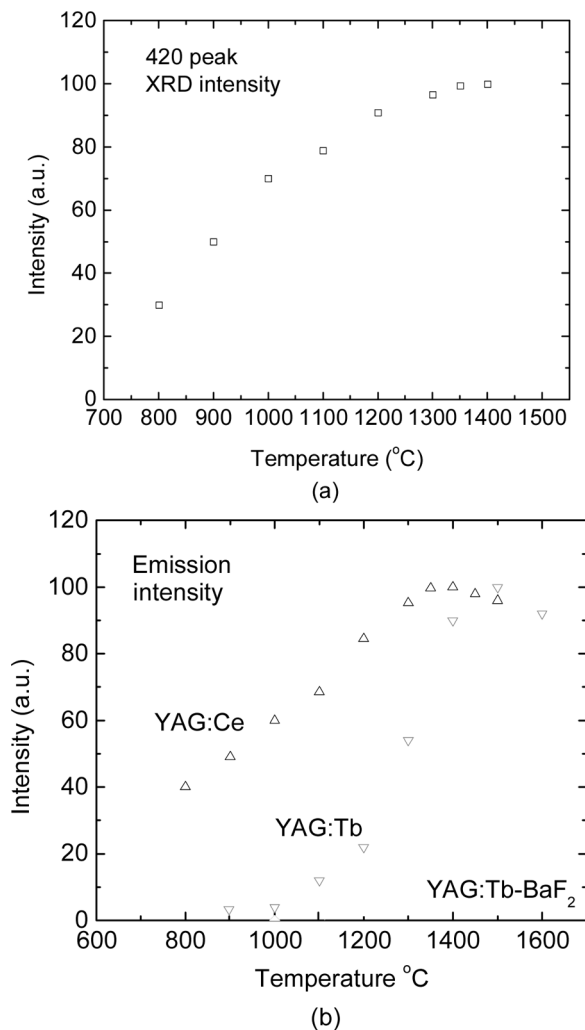 120
420 peak
XRD intensity
100
80
60
40
20
0
Intensity (a.u.)
700 800 900 1000 1100 1200 1300 1400 1500
Temperature (°C)
(a)
120
Emission
intensity
100
80
60
40
20
0
Intensity (a.u.)
YAG:Ce
YAG:Tb
YAG:Tb-BaF₂
600 800 1000 1200 1400 1600
Temperature °C
(b)